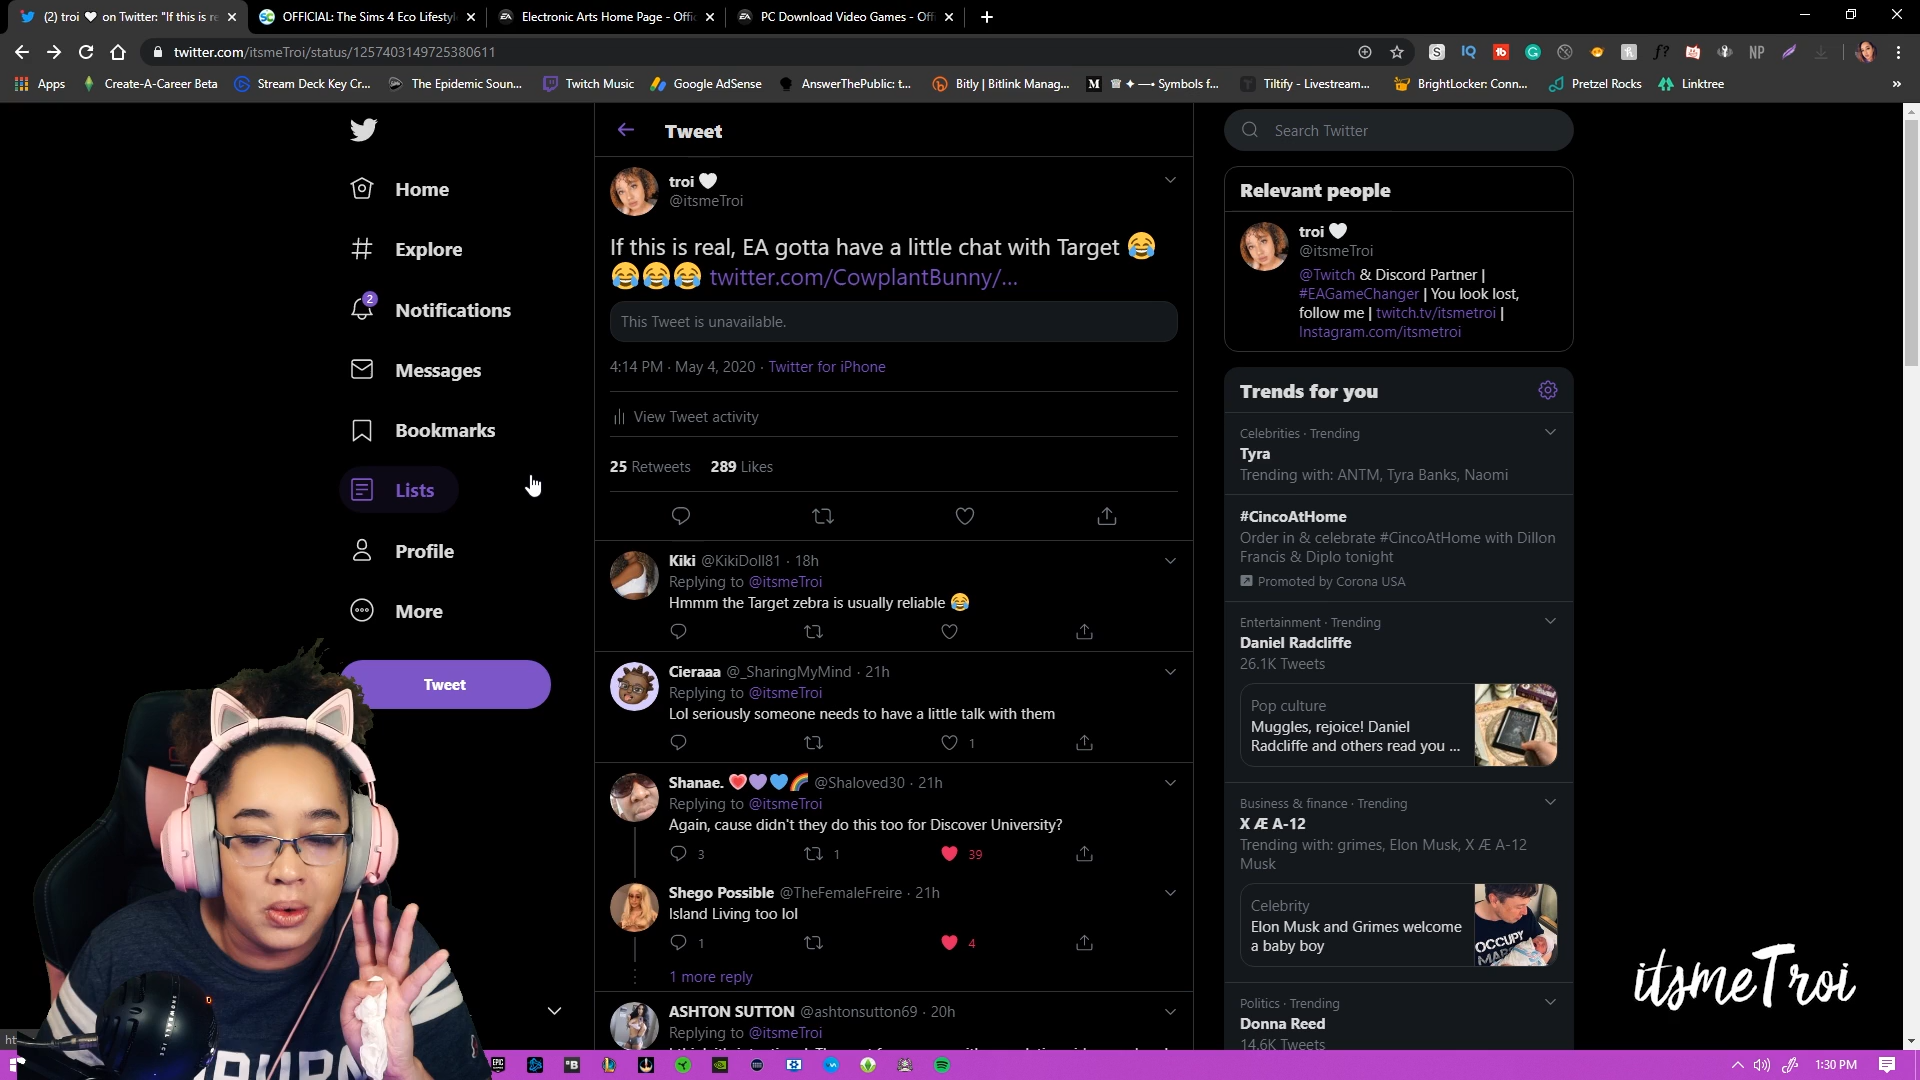 (2) troi 🤍 on Twitter: "If this is re
OFFICIAL: The Sims 4 Eco Lifestyl
Electronic Arts Home Page - Offic
PC Download Video Games - Offi
twitter.com/itsmeTroi/status/1257403149725380611
Apps
Create-A-Career Beta
Stream Deck Key Cr...
The Epidemic Soun...
Twitch Music
Google AdSense
AnswerThePublic: t...
Bitly | Bitlink Manag...
♕ ✦ —• Symbols f...
Tiltify - Livestream...
BrightLocker: Conn...
Pretzel Rocks
Linktree
Home
Explore
2
Notifications
Messages
Bookmarks
Lists
Profile
More
Tweet
Tweet
troi 🤍
@itsmeTroi
If this is real, EA gotta have a little chat with Target 😂
😂😂😂 twitter.com/CowplantBunny/...
This Tweet is unavailable.
4:14 PM · May 4, 2020 · Twitter for iPhone
View Tweet activity
25 Retweets 289 Likes
Kiki @KikiDoll81 · 18h
Replying to @itsmeTroi
Hmmm the Target zebra is usually reliable 😂
Cieraaa @_SharingMyMind · 21h
Replying to @itsmeTroi
Lol seriously someone needs to have a little talk with them
1
Shanae. ❤️💜💙🌈 @Shaloved30 · 21h
Replying to @itsmeTroi
Again, cause didn't they do this too for Discover University?
3 1 39
Shego Possible @TheFemaleFreire · 21h
Island Living too lol
1 4
1 more reply
ASHTON SUTTON @ashtonsutton69 · 20h
Replying to @itsmeTroi
Search Twitter
Relevant people
troi 🤍
@itsmeTroi
@Twitch & Discord Partner |
#EAGameChanger | You look lost,
follow me | twitch.tv/itsmetroi |
Instagram.com/itsmetroi
Trends for you
Celebrities · Trending
Tyra
Trending with: ANTM, Tyra Banks, Naomi
#CincoAtHome
Order in & celebrate #CincoAtHome with Dillon
Francis & Diplo tonight
Promoted by Corona USA
Entertainment · Trending
Daniel Radcliffe
26.1K Tweets
Pop culture
Muggles, rejoice! Daniel
Radcliffe and others read you ...
Business & finance · Trending
X Æ A-12
Trending with: grimes, Elon Musk, X Æ A-12
Musk
Celebrity
Elon Musk and Grimes welcome
a baby boy
OCCUPY
MARS
Politics · Trending
Donna Reed
14.6K Tweets
itsmeTroi
1:30 PM